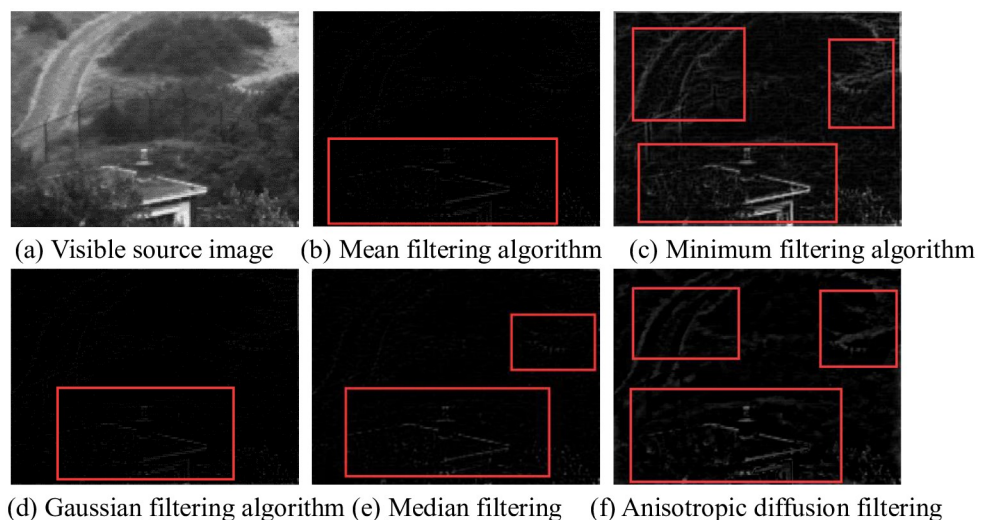 (a) Visible source image
(b) Mean filtering algorithm
(c) Minimum filtering algorithm
(d) Gaussian filtering algorithm
(e) Median filtering
(f) Anisotropic diffusion filtering